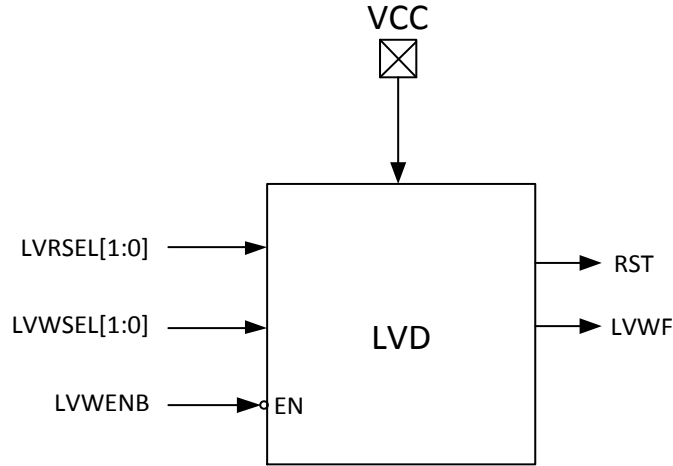 VCC
LVRSEL[1:0]
RST
LVWSEL[1:0]
LVD
LVWF
LVWENB
EN